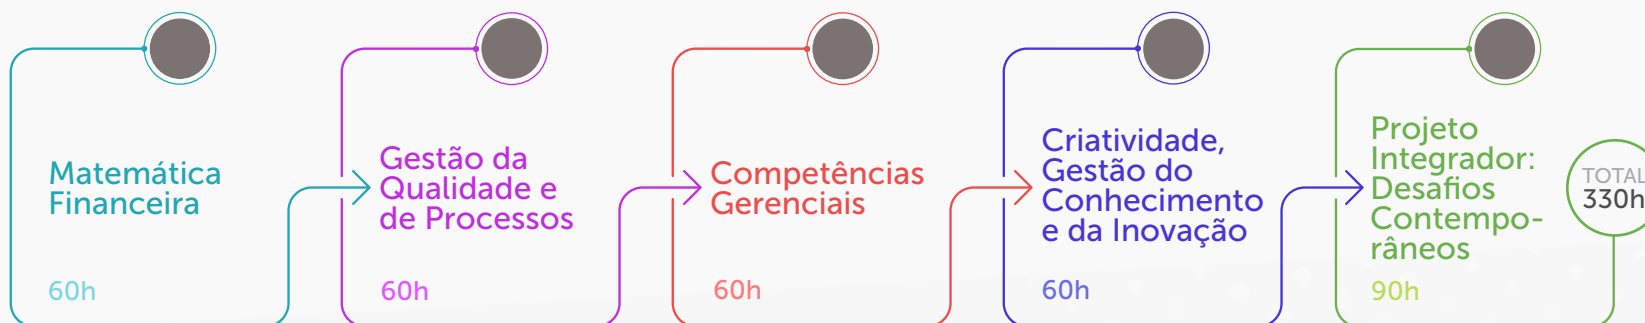 Matemática
Financeira
60h
Gestão da
Qualidade e
de Processos
60h
Competências
Gerenciais
60h
Criatividade,
Gestão do
Conhecimento
e da Inovação
60h
Projeto
Integrador:
Desafios
Contempo-
râneos
90h
TOTAL
330h